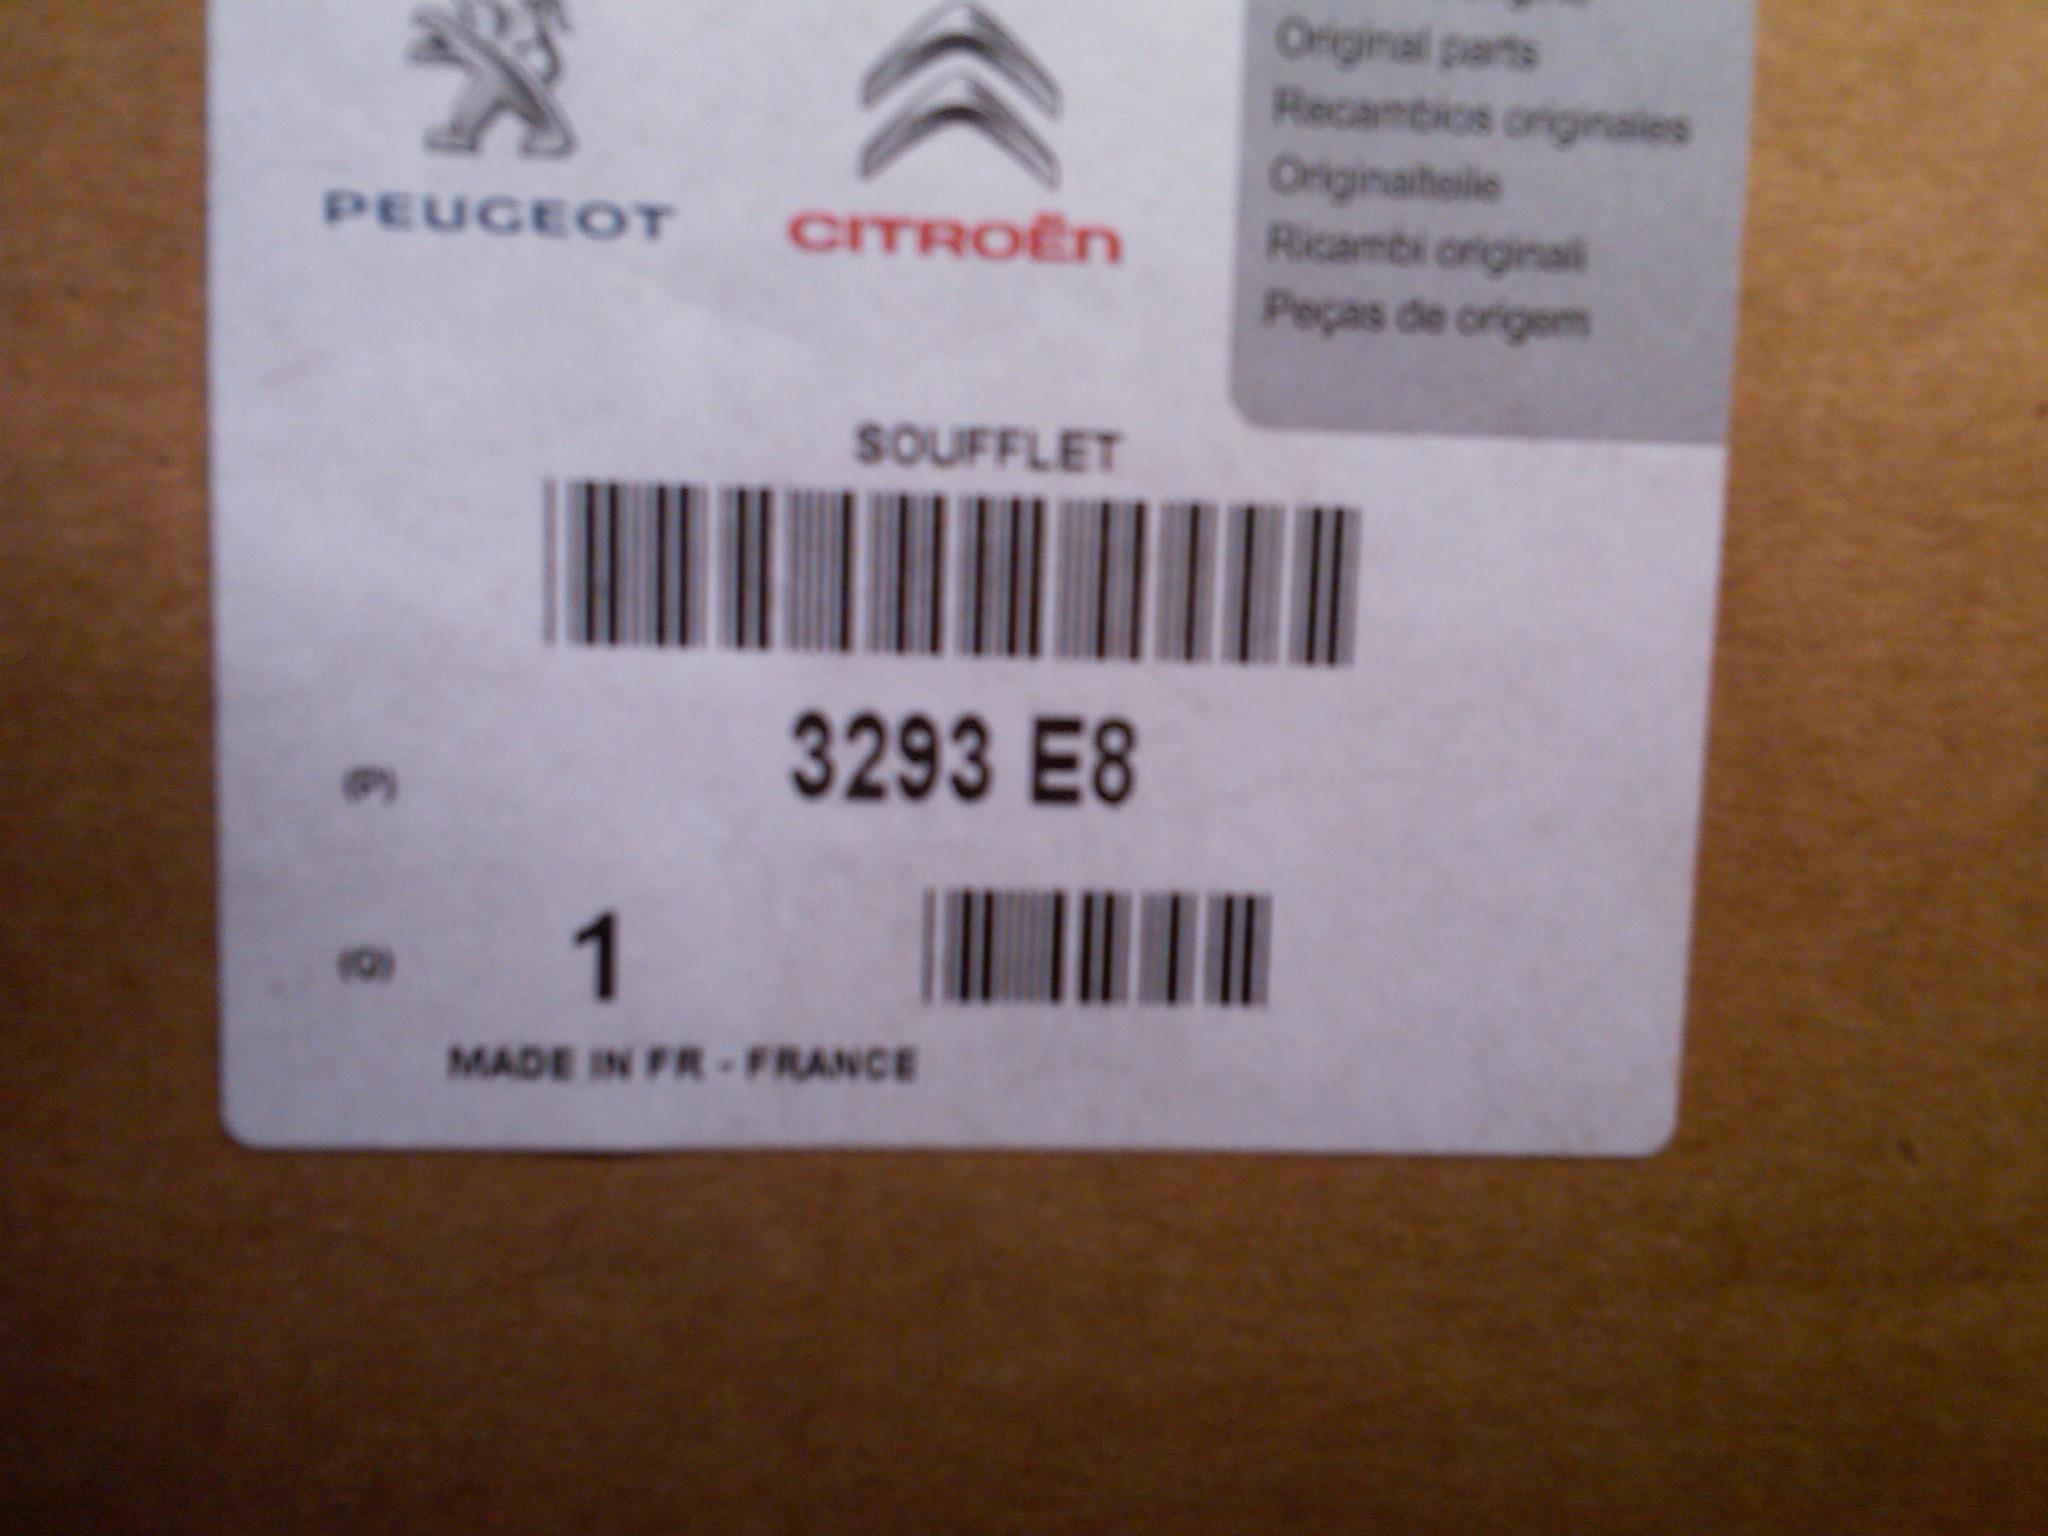 PEUGEOT
CITROËN
Original parts
Recambios originales
Originalteile
Ricambi originali
Peças de origem
SOUFFLET
(P) 3293 E8
(Q) 1
MADE IN FR - FRANCE